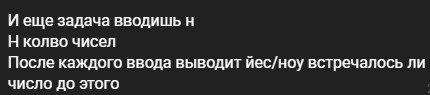 И еще задача вводишь н
Н колво чисел
После каждого ввода выводит йес/ноу встречалось ли
число до этого